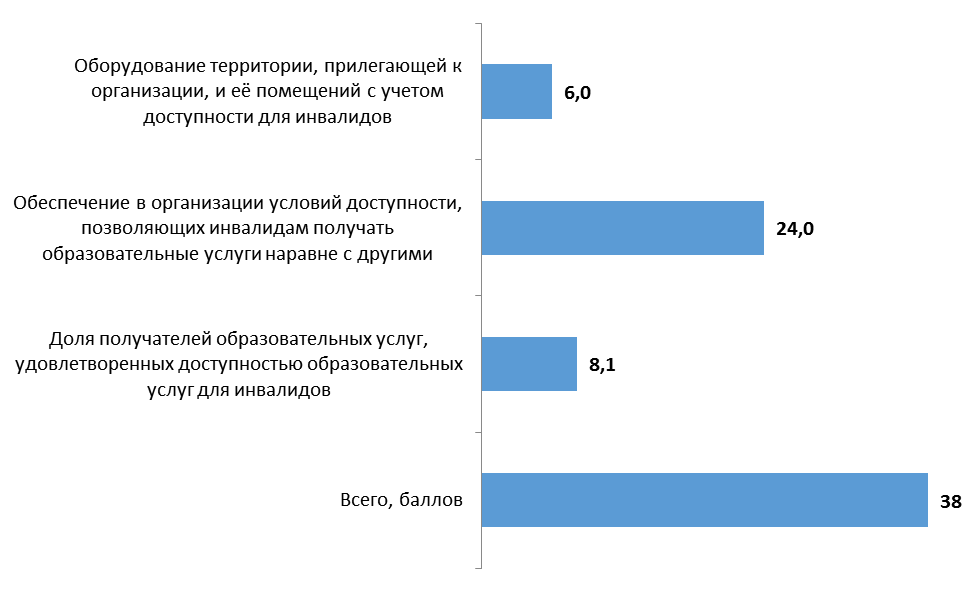 Оборудование территории, прилегающей к
организации, и её помещений с учетом
доступности для инвалидов
6,0
Обеспечение в организации условий доступности,
позволяющих инвалидам получать
образовательные услуги наравне с другими
24,0
Доля получателей образовательных услуг,
удовлетворенных доступностью образовательных
услуг для инвалидов
8,1
Всего, баллов
38